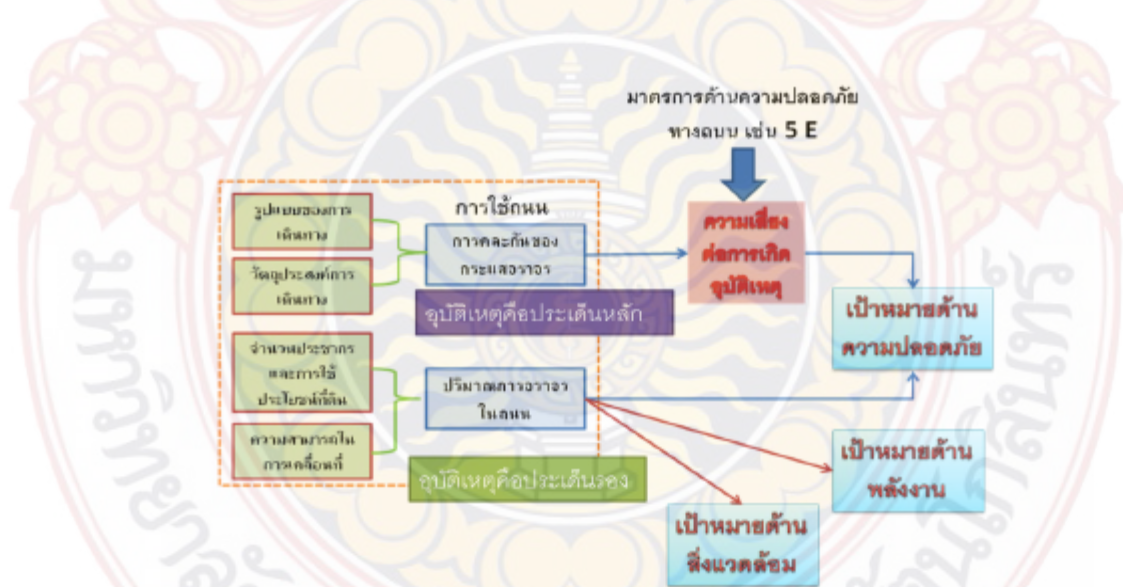 มาตรการด้านความปลอดภัย
ทางถนน เช่น 5 E
การใช้ถนน
รูปแบบของการ
เดินทาง
วัตถุประสงค์การ
เดินทาง
การคละกันของ
กระแสจราจร
ความเสี่ยง
ต่อการเกิด
อุบัติเหตุ
อุบัติเหตุคือประเด็นหลัก
เป้าหมายด้าน
ความปลอดภัย
จำนวนประชากร
และการใช้
ประโยชน์ที่ดิน
ความสามารถใน
การเคลื่อนที่
ปริมาณการจราจร
ในถนน
อุบัติเหตุคือประเด็นรอง
เป้าหมายด้าน
พลังงาน
เป้าหมายด้าน
สิ่งแวดล้อม